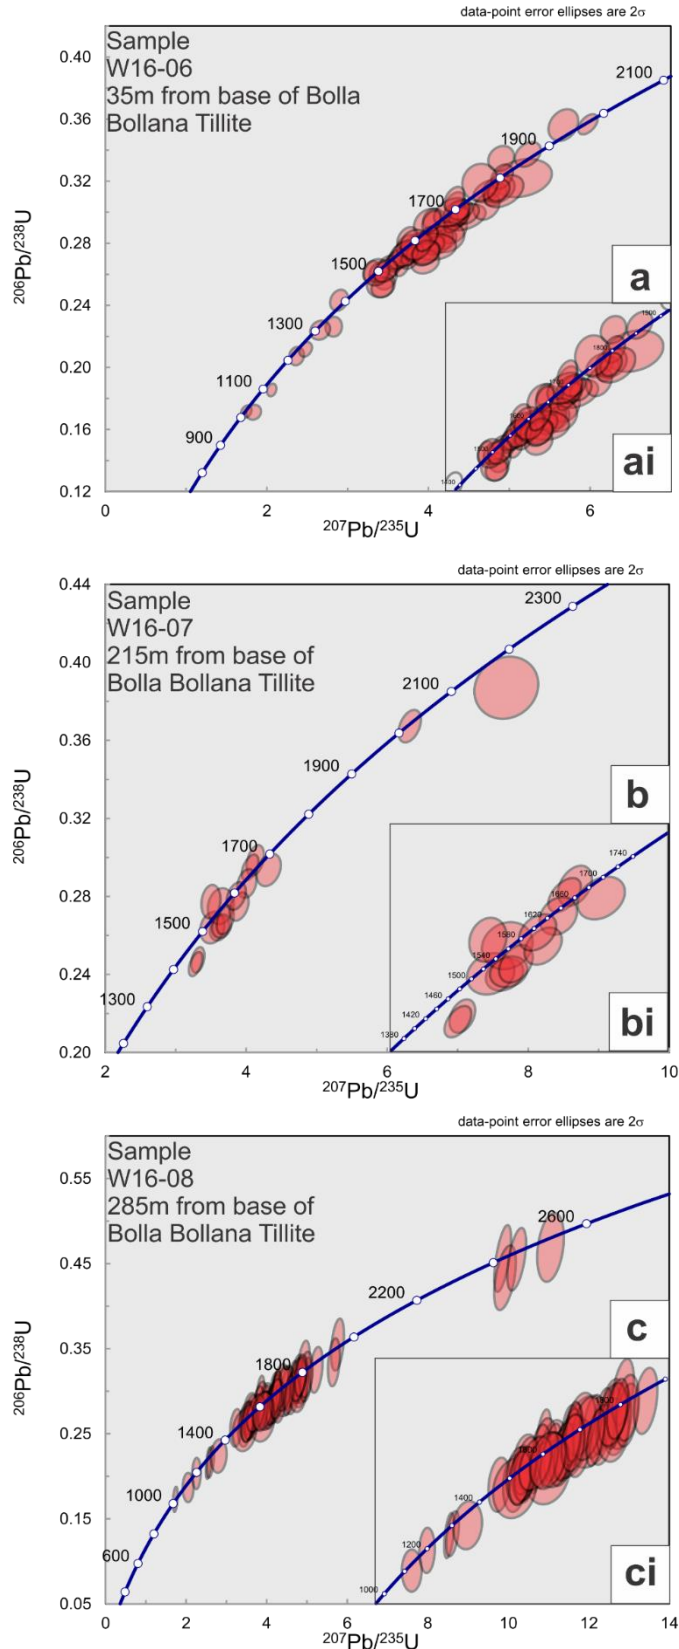 data-point error ellipses are 2σ
Sample
W16-06
35m from base of Bolla
Bollana Tillite
0.40
0.36
0.32
0.28
0.24
0.20
0.16
0.12
206Pb/238U
2100
1900
1700
1500
1300
1100
900
a
1900
1800
1500
1400
ai
0
2
4
6
207Pb/235U
data-point error ellipses are 2σ
Sample
W16-07
215m from base of
Bolla Bollana Tillite
0.44
0.40
0.36
0.32
0.28
0.24
0.20
206Pb/238U
2300
2100
1900
1700
1500
1300
b
1740
1700
1660
1620
1580
1540
1500
1460
1420
1380
bi
2
4
6
8
10
207Pb/235U
data-point error ellipses are 2σ
Sample
W16-08
285m from base of
Bolla Bollana Tillite
0.55
0.45
0.35
0.25
0.15
0.05
206Pb/238U
2600
2200
1800
1400
1000
600
c
1400
1200
1000
ci
0
2
4
6
8
10
12
14
207Pb/235U